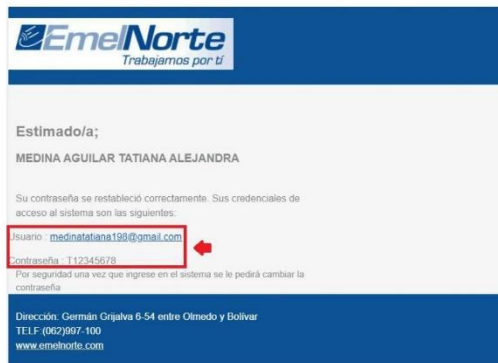 EmelNorte
Trabajamos por tí
Estimado/a;
MEDINA AGUILAR TATIANA ALEJANDRA
Su contraseña se restableció correctamente. Sus credenciales de
acceso al sistema son las siguientes:
Usuario : medinatatiana198@gmail.com
Contraseña : T12345678
Por seguridad una vez que ingrese en el sistema se le pedirá cambiar la
contraseña
Dirección: Germán Grijalva 6-54 entre Olmedo y Bolívar
TELF:(062)997-100
www.emelnorte.com